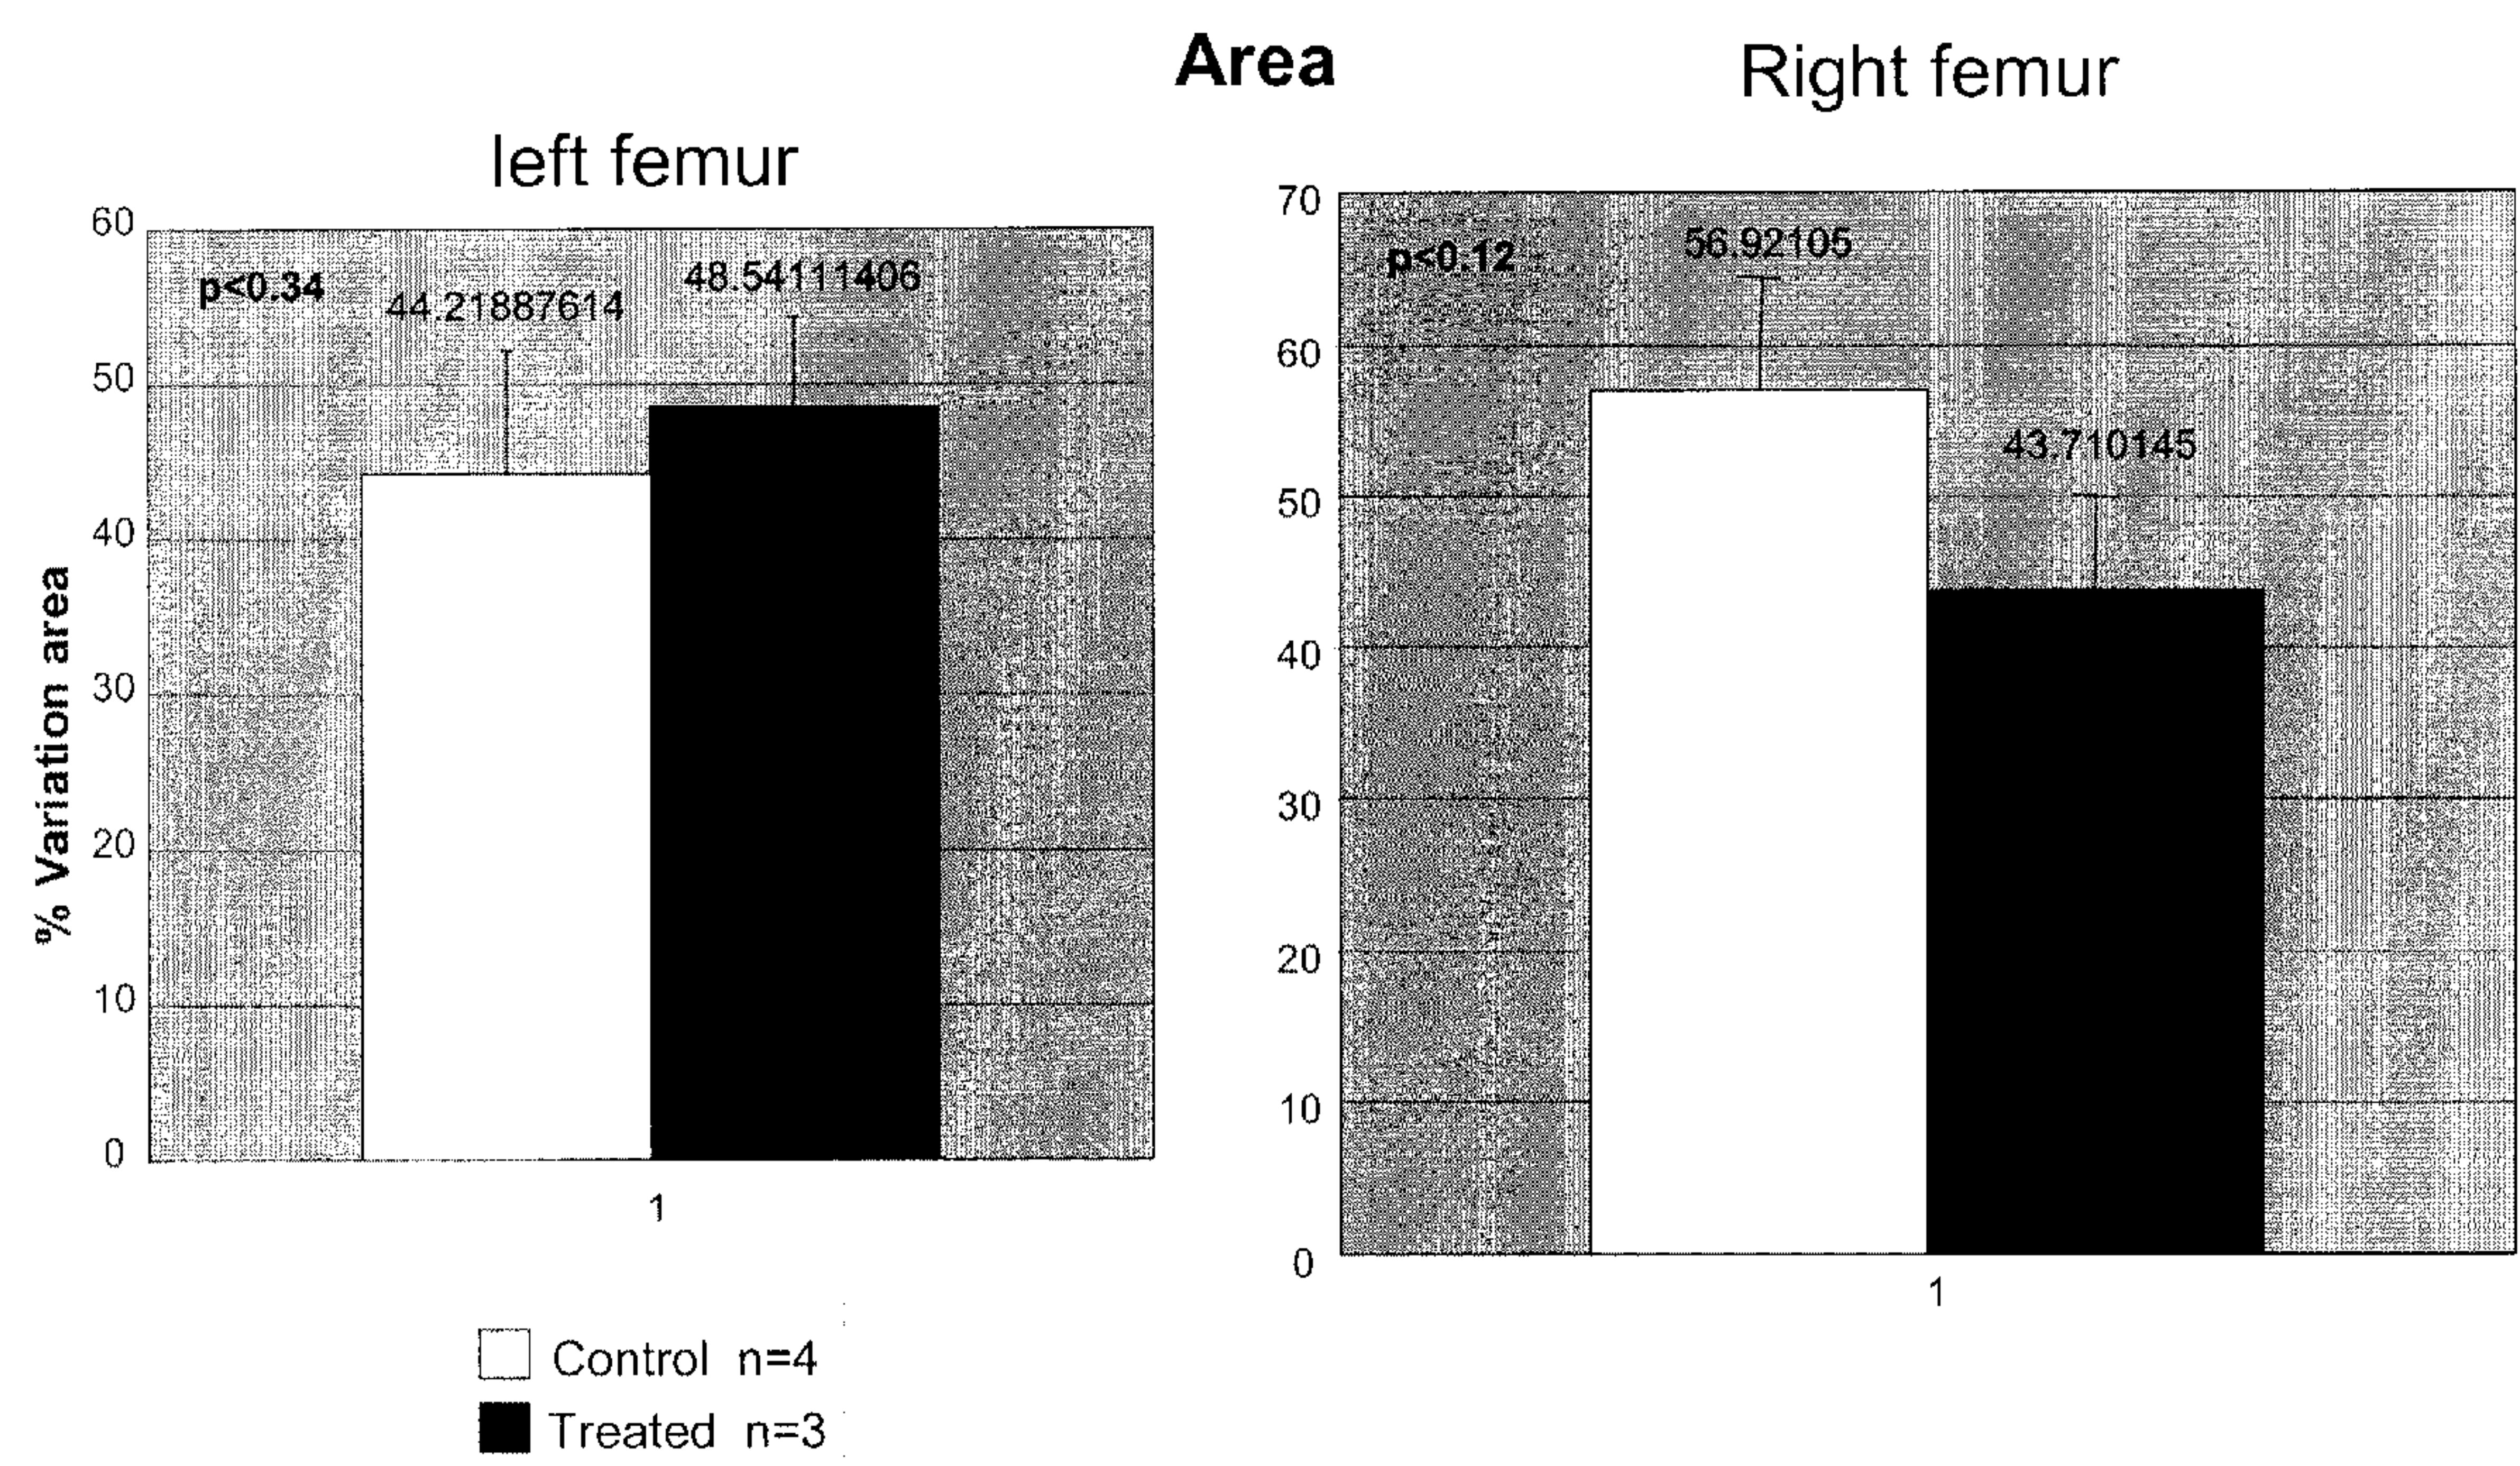 Area
left femur
% Variation area
60
50
40
30
20
10
0
p<0.34
44.21887614
48.54111406
1
Right femur
70
60
50
40
30
20
10
0
p<0.12
56.92105
43.710145
1
Control n=4
Treated n=3